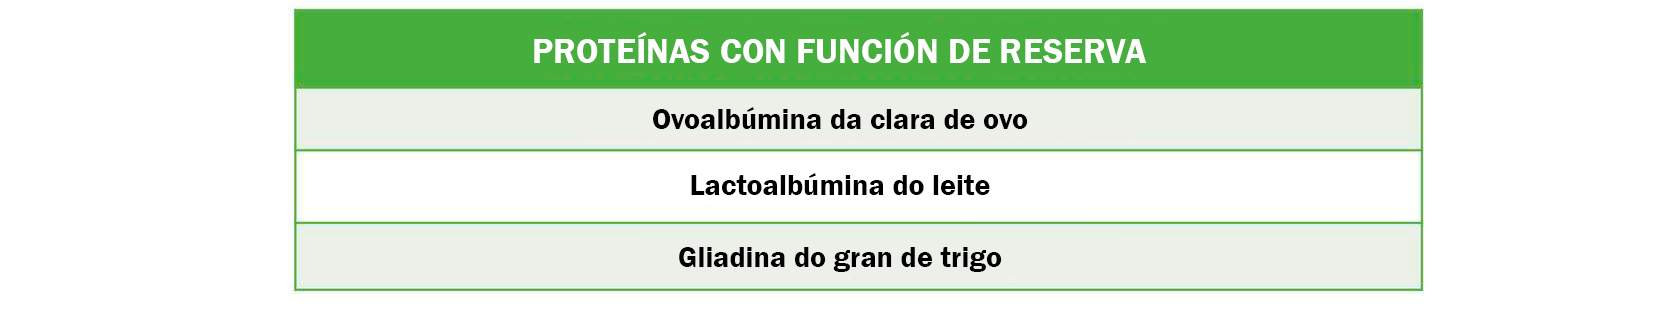 PROTEÍNAS CON FUNCIÓN DE RESERVA
Ovoalbúmina da clara de ovo
Lactoalbúmina do leite
Gliadina do gran de trigo